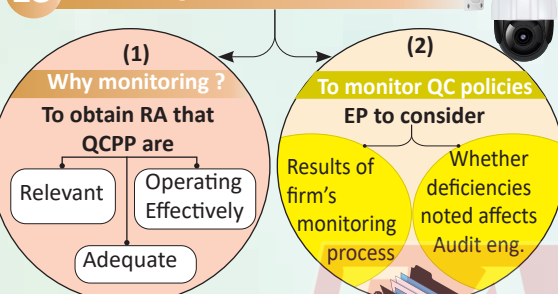 (1)
Why monitoring ?
To obtain RA that
QCPP are
Relevant
Operating
Effectively
Adequate
(2)
To monitor QC policies
EP to consider
Results of
firm's
monitoring
process
Whether
deficiencies
noted affects
Audit eng.